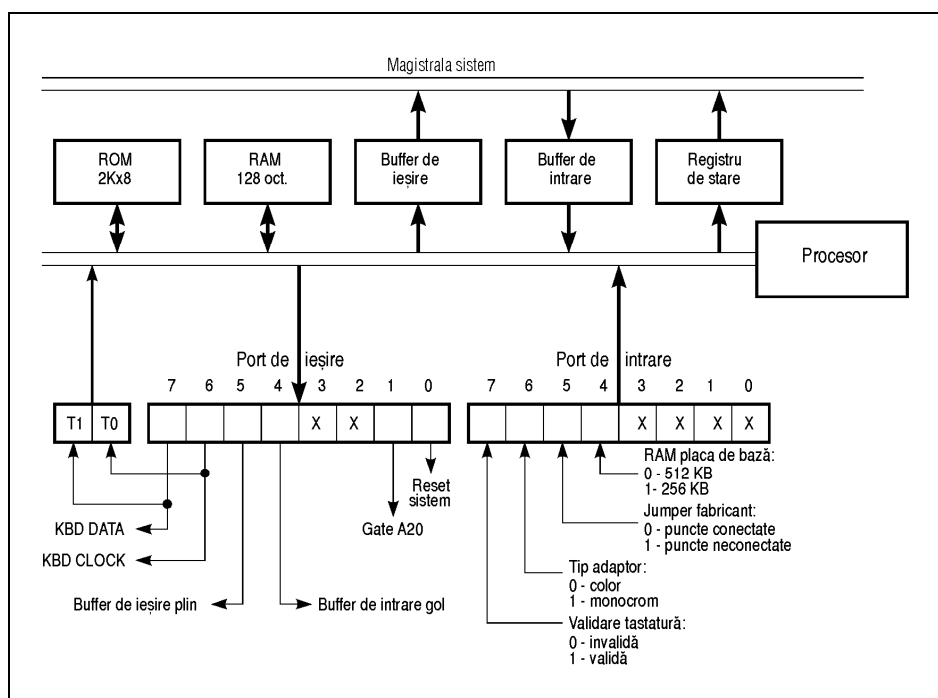 Magistrala sistem
ROM
2Kx8
RAM
128 oct.
Buffer de
ieșire
Buffer de
intrare
Registru
de stare
Procesor
Port de ieșire
7 6 5 4 3 2 1 0
T1 T0
X X
Port de intrare
7 6 5 4 3 2 1 0
X X X X
KBD DATA
KBD CLOCK
Buffer de ieșire plin
Buffer de intrare gol
Gate A20
Reset
sistem
RAM placa de bază:
0 - 512 KB
1- 256 KB
Jumper fabricant:
0 - puncte conectate
1 - puncte neconectate
Tip adaptor:
0 - color
1 - monocrom
Validare tastatură:
0 - invalidă
1 - validă